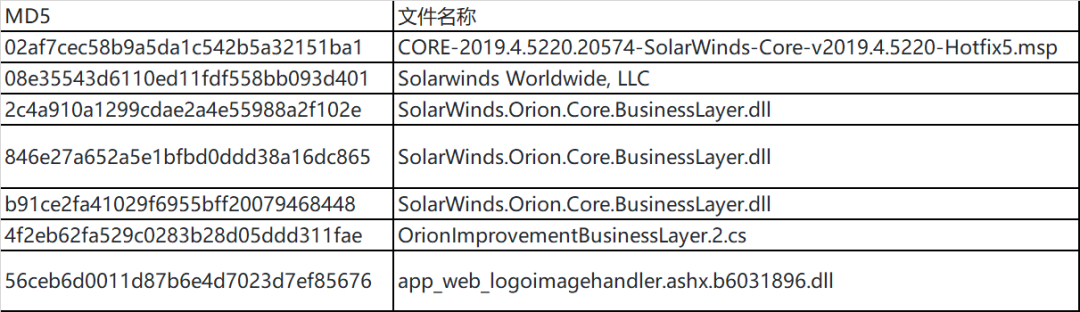 MD5 文件名称
02af7cec58b9a5da1c542b5a32151ba1 CORE-2019.4.5220.20574-SolarWinds-Core-v2019.4.5220-Hotfix5.msp
08e35543d6110ed11fdf558bb093d401 Solarwinds Worldwide, LLC
2c4a910a1299cdae2a4e55988a2f102e SolarWinds.Orion.Core.BusinessLayer.dll
846e27a652a5e1bfbd0ddd38a16dc865 SolarWinds.Orion.Core.BusinessLayer.dll
b91ce2fa41029f6955bff20079468448 SolarWinds.Orion.Core.BusinessLayer.dll
4f2eb62fa529c0283b28d05ddd311fae OrionImprovementBusinessLayer.2.cs
56ceb6d0011d87b6e4d7023d7ef85676 app_web_logoimagehandler.ashx.b6031896.dll